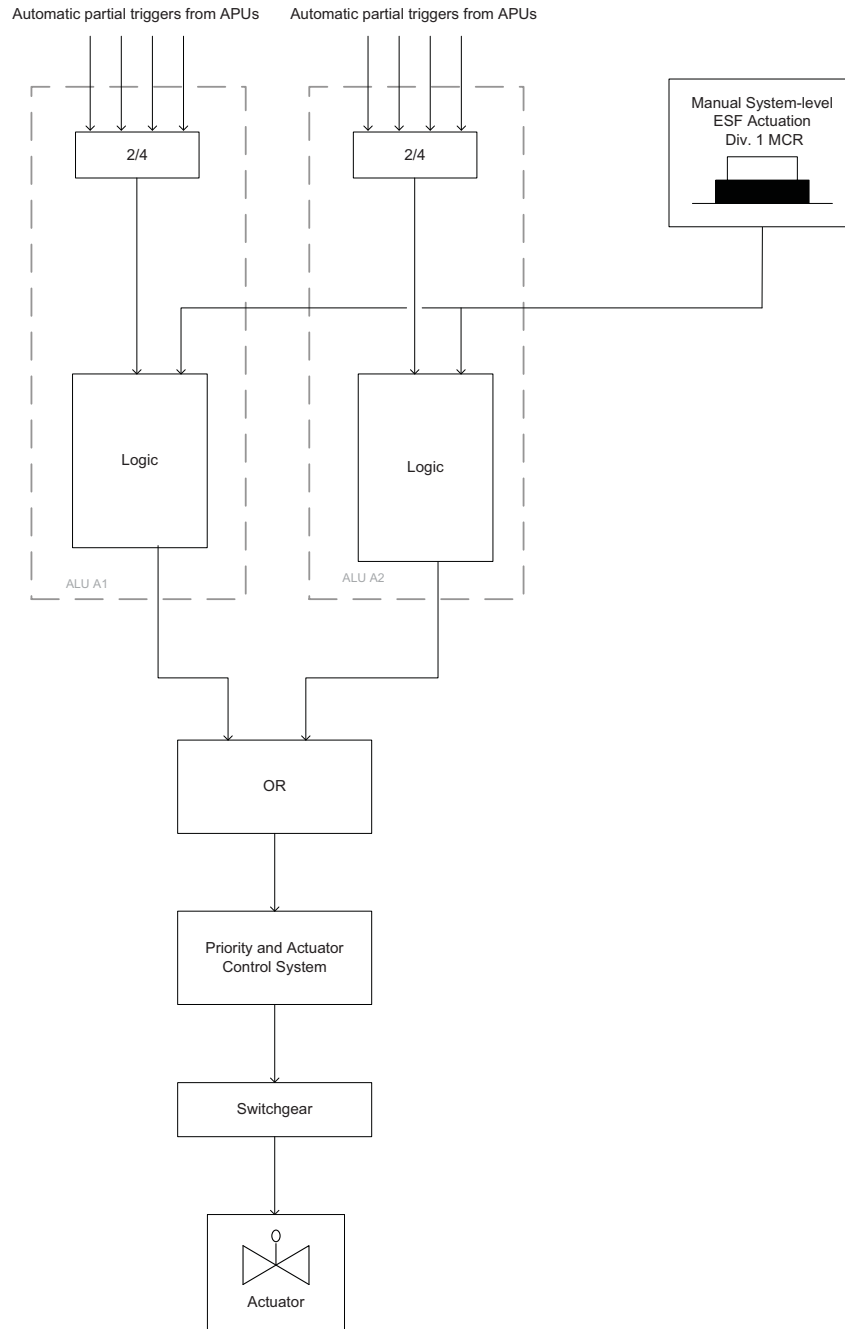 Automatic partial triggers from APUs
Automatic partial triggers from APUs
Manual System-level
ESF Actuation
Div. 1 MCR
2/4
2/4
Logic
Logic
ALU A1
ALU A2
OR
Priority and Actuator
Control System
Switchgear
Actuator